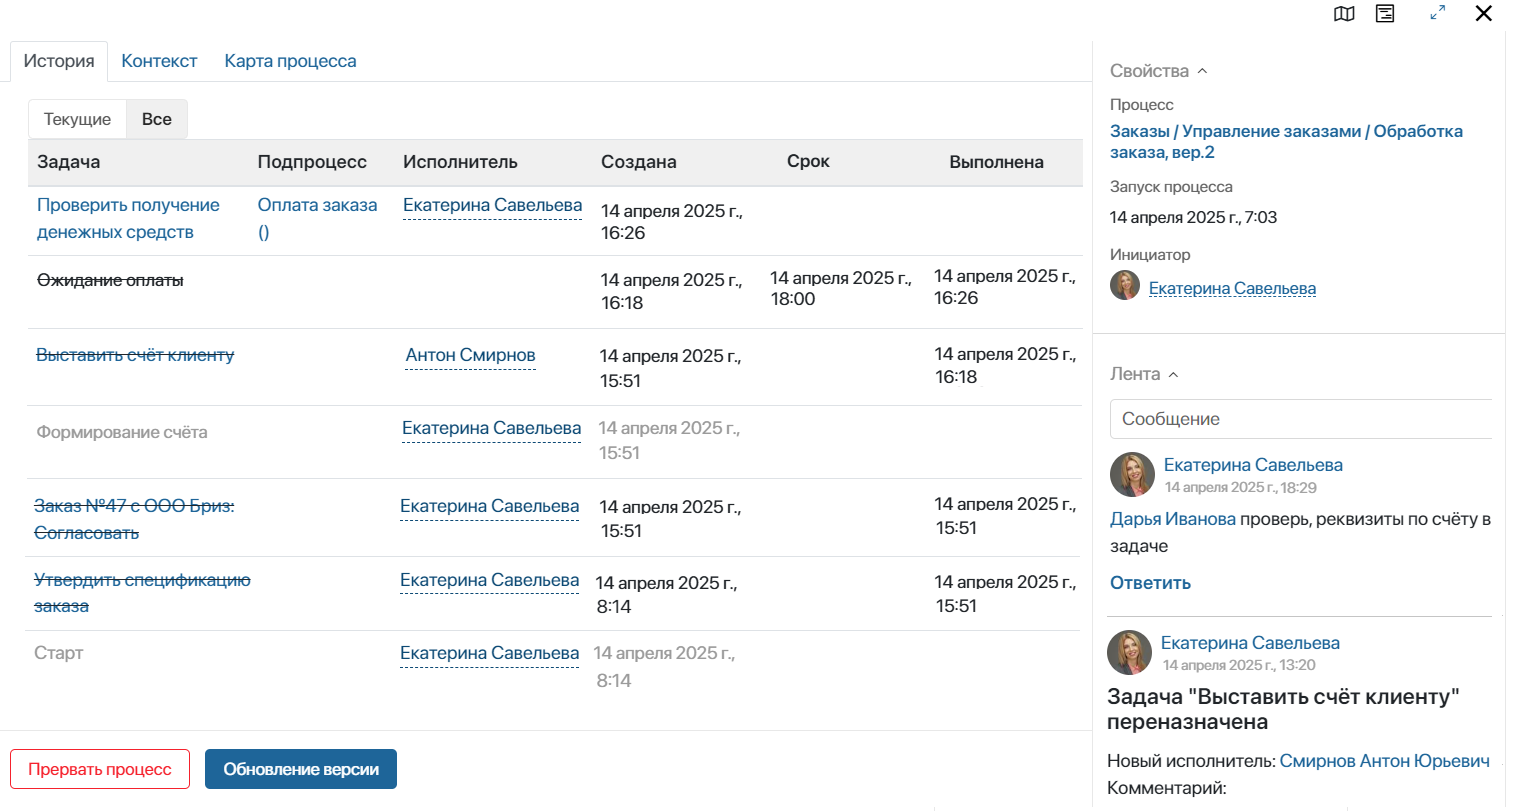 История Контекст Карта процесса
Текущие Все
Задача Подпроцесс Исполнитель Создана Срок Выполнена
Проверить получение Оплата заказа Екатерина Савельева 14 апреля 2025 г.,
денежных средств () 16:26
Ожидание оплаты 14 апреля 2025 г., 14 апреля 2025 г., 14 апреля 2025 г.,
16:18 18:00 16:26
Выставить счёт клиенту Антон Смирнов 14 апреля 2025 г., 14 апреля 2025 г.,
15:51 16:18
Формирование счёта Екатерина Савельева 14 апреля 2025 г.,
15:51
Заказ №47 с ООО Бриз: Екатерина Савельева 14 апреля 2025 г., 14 апреля 2025 г.,
Согласовать 15:51 15:51
Утвердить спецификацию Екатерина Савельева 14 апреля 2025 г., 14 апреля 2025 г.,
заказа 8:14 15:51
Старт Екатерина Савельева 14 апреля 2025 г.,
8:14
Прервать процесс Обновление версии
Свойства
Процесс
Заказы / Управление заказами / Обработка
заказа, вер.2
Запуск процесса
14 апреля 2025 г., 7:03
Инициатор
Екатерина Савельева
Лента
Сообщение
Екатерина Савельева
14 апреля 2025 г., 18:29
Дарья Иванова проверь, реквизиты по счёту в
задаче
Ответить
Екатерина Савельева
14 апреля 2025 г., 13:20
Задача "Выставить счёт клиенту"
переназначена
Новый исполнитель: Смирнов Антон Юрьевич
Комментарий: